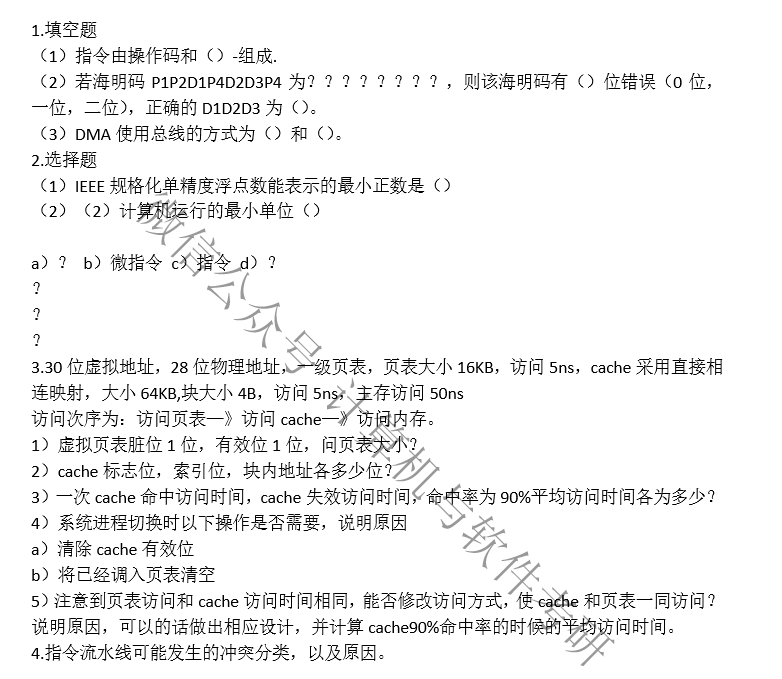 1.填空题
（1）指令由操作码和（）-组成.
（2）若海明码 P1P2D1P4D2D3P4 为？？？？？？？？，则该海明码有（）位错误（0 位，
一位，二位），正确的 D1D2D3 为（）。
（3）DMA 使用总线的方式为（）和（）。
2.选择题
（1）IEEE 规格化单精度浮点数能表示的最小正数是（）
（2）（2）计算机运行的最小单位（）
a）？ b）微指令 c）指令 d）？
？
？
？
3.30 位虚拟地址，28 位物理地址，一级页表，页表大小 16KB，访问 5ns，cache 采用直接相
连映射，大小 64KB,块大小 4B，访问 5ns，主存访问 50ns
访问次序为：访问页表—》访问 cache—》访问内存。
1）虚拟页表脏位 1 位，有效位 1 位，问页表大小？
2）cache 标志位，索引位，块内地址各多少位？
3）一次 cache 命中访问时间，cache 失效访问时间，命中率为 90%平均访问时间各为多少？
4）系统进程切换时以下操作是否需要，说明原因
a）清除 cache 有效位
b）将已经调入页表清空
5）注意到页表访问和 cache 访问时间相同，能否修改访问方式，使 cache 和页表一同访问？
说明原因，可以的话做出相应设计，并计算 cache90%命中率的时候的平均访问时间。
4.指令流水线可能发生的冲突分类，以及原因。
微信公众号 计算机与软件考研